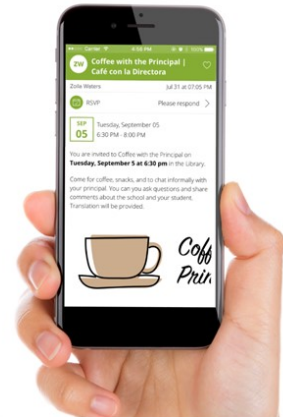 Carrier 4:50 PM 100%
ZW
Coffee with the Principal |
Café con la Directora
Zoila Waters Jul 31 at 07:05 PM
RSVP Please respond
SEP
05
Tuesday, September 05
6:30 PM - 8:00 PM
You are invited to Coffee with the Principal on
Tuesday, September 5 at 6:30 pm in the Library.
Come for coffee, snacks, and to chat informally with
your principal. You can you ask questions and share
comments about the school and your student.
Translation will be provided.
Coff
Prin